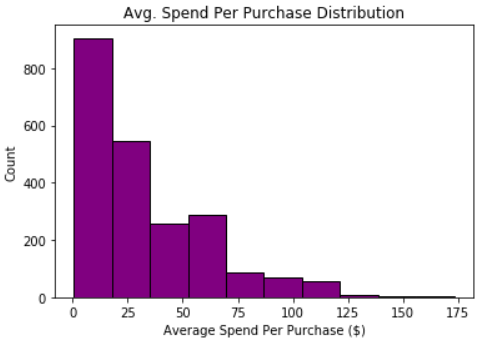 Avg. Spend Per Purchase Distribution
Count
800
600
400
200
0
0 25 50 75 100 125 150 175
Average Spend Per Purchase ($)